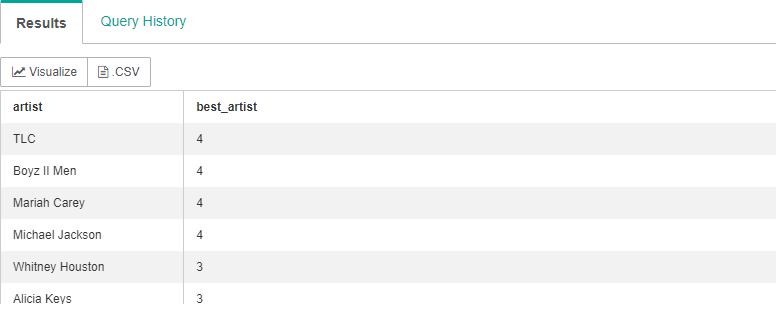 Results Query History
Visualize .CSV
artist best_artist
TLC 4
Boyz II Men 4
Mariah Carey 4
Michael Jackson 4
Whitney Houston 3
Alicia Keys 3